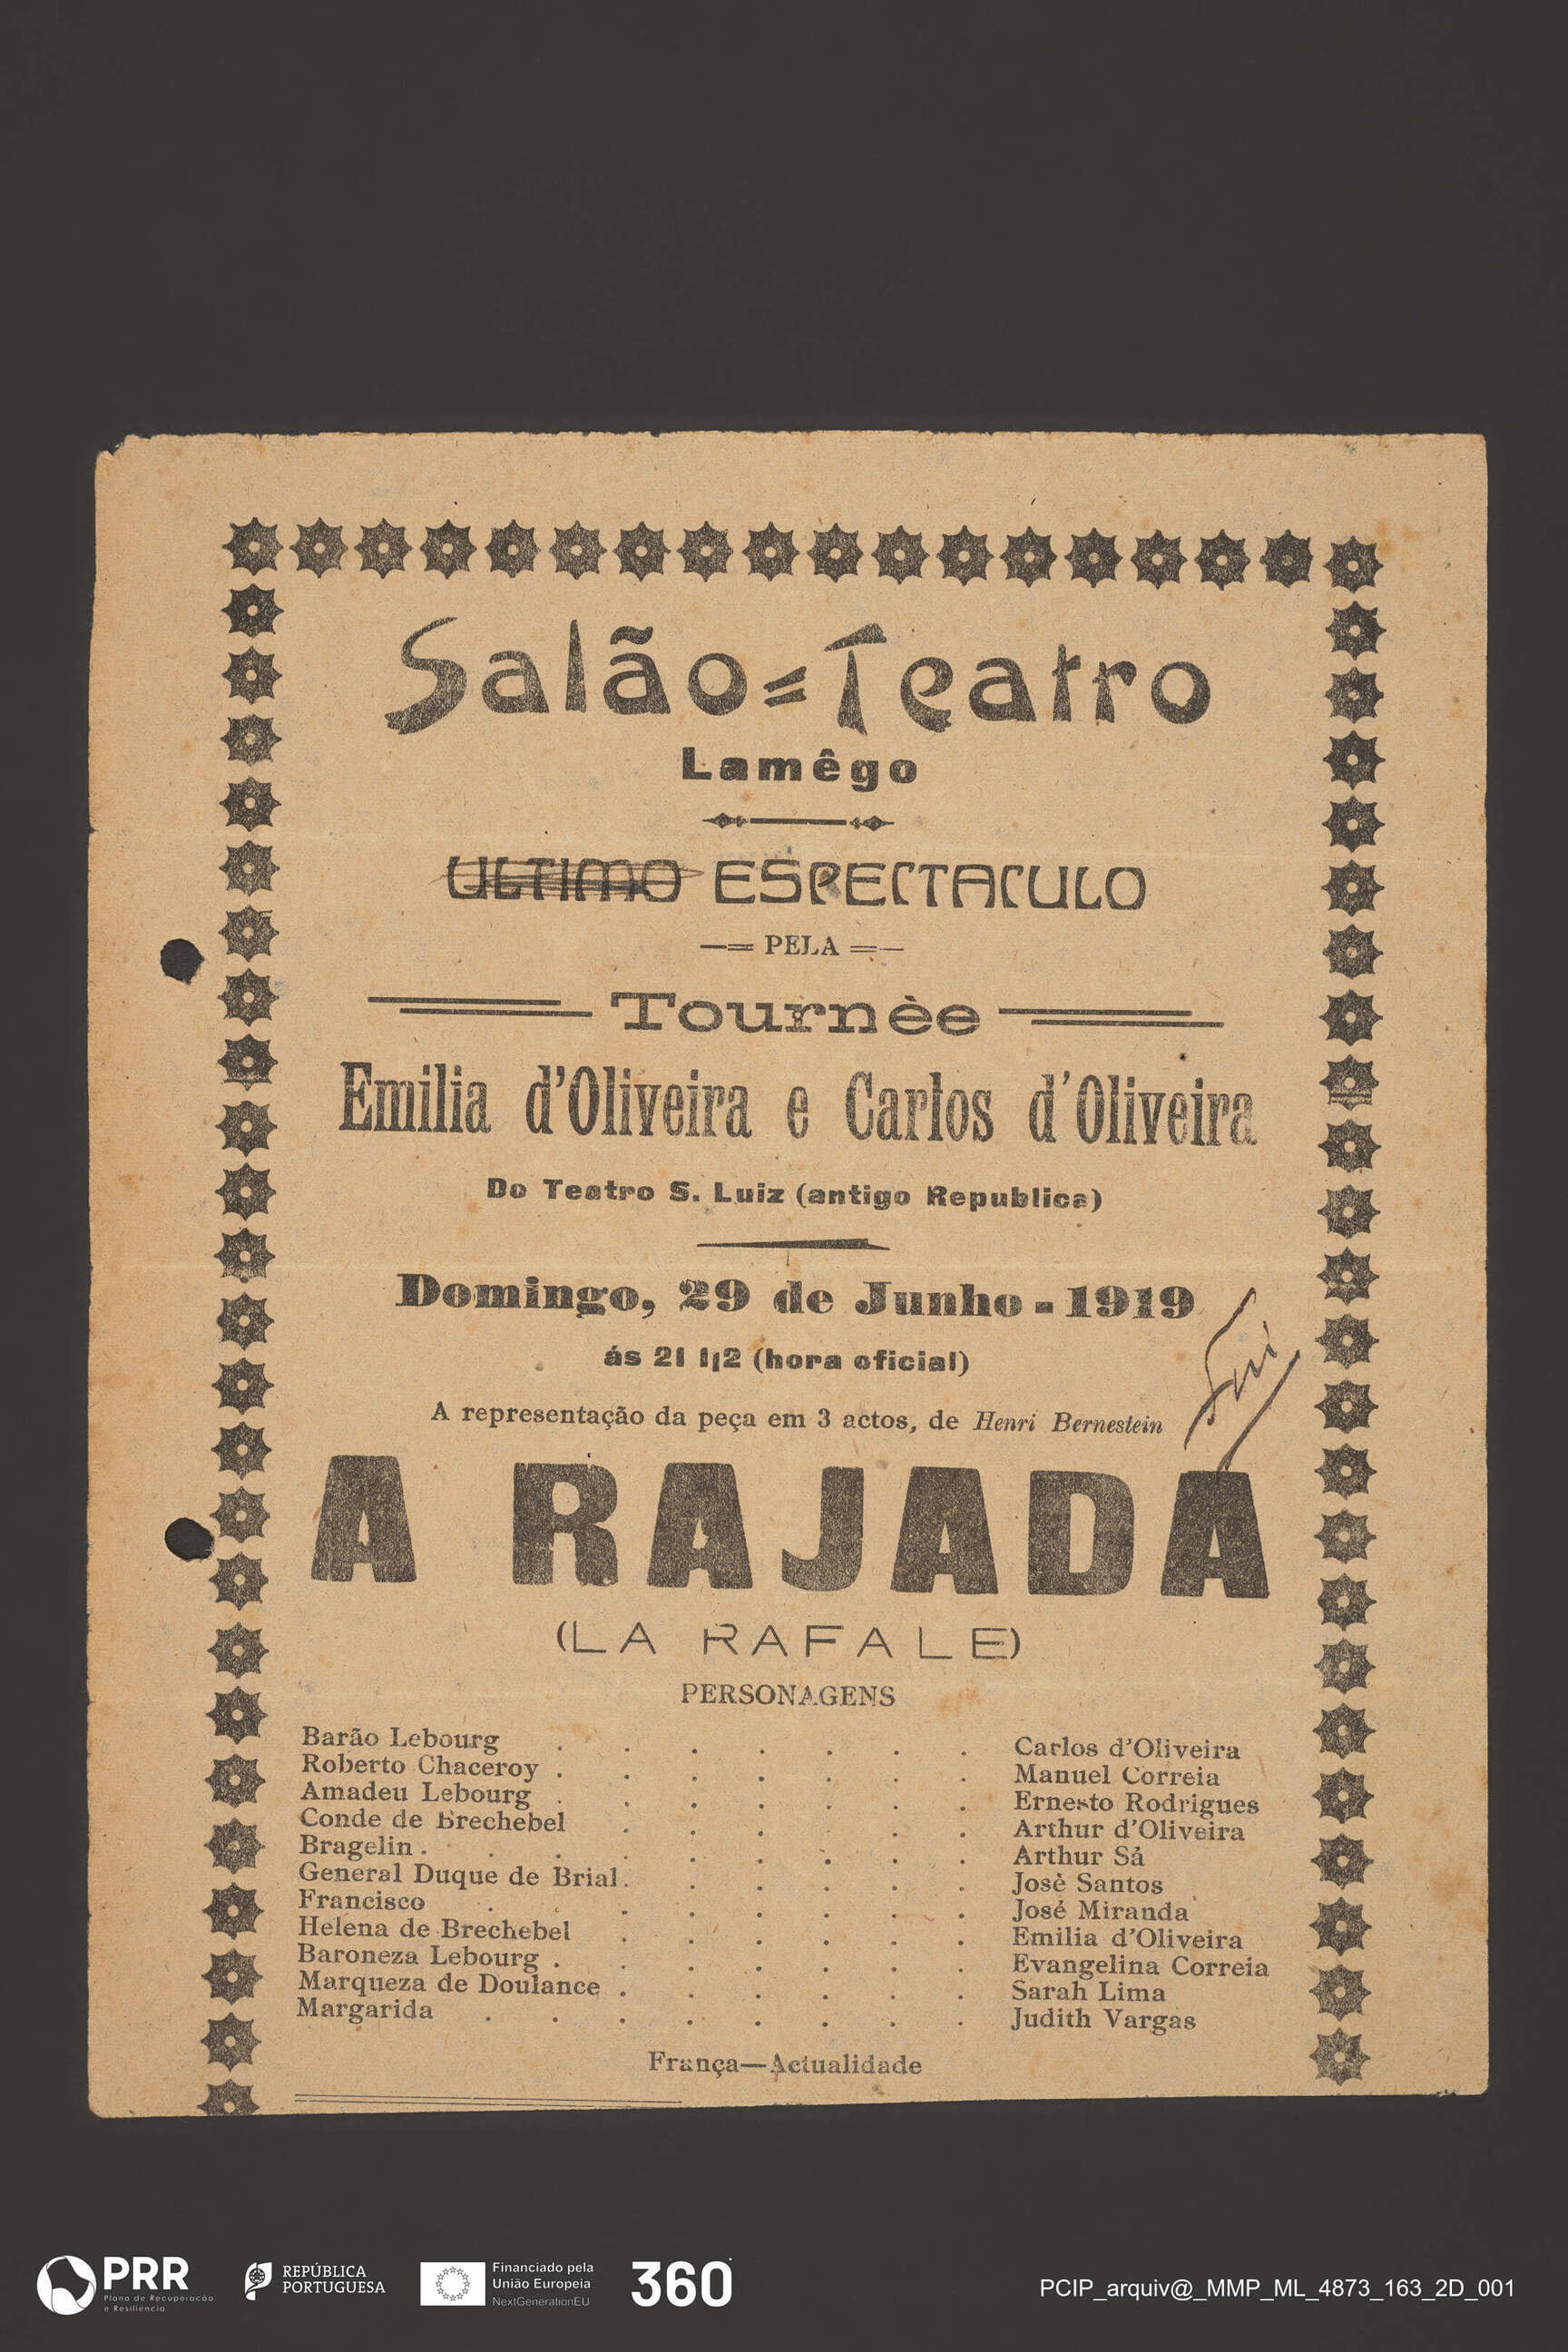 Salão=Teatro
Lamêgo
ULTIMO ESPECTACULO
—= PELA =—
Tournèe
Emilia d'Oliveira e Carlos d'Oliveira
Do Teatro S. Luiz (antigo Republica)
Domingo, 29 de Junho - 1919
ás 21 1|2 (hora oficial)
A representação da peça em 3 actos, de Henri Bernestein
A RAJADA
(LA RAFALE)
PERSONAGENS
Barão Lebourg . . . . . . . Carlos d'Oliveira
Roberto Chaceroy . . . . . . . Manuel Correia
Amadeu Lebourg . . . . . . . Ernesto Rodrigues
Conde de Brechebel . . . . . . Arthur d'Oliveira
Bragelin . . . . . . . . . Arthur Sá
General Duque de Brial . . . . . . Josè Santos
Francisco . . . . . . . . José Miranda
Helena de Brechebel . . . . . . Emilia d'Oliveira
Baroneza Lebourg . . . . . . . Evangelina Correia
Marqueza de Doulance . . . . . . Sarah Lima
Margarida . . . . . . . . Judith Vargas
França—Actualidade
PRR
Plano de Recuperação
e Resiliência
REPÚBLICA
PORTUGUESA
Financiado pela
União Europeia
NextGenerationEU
360
PCIP_arquiv@_MMP_ML_4873_163_2D_001